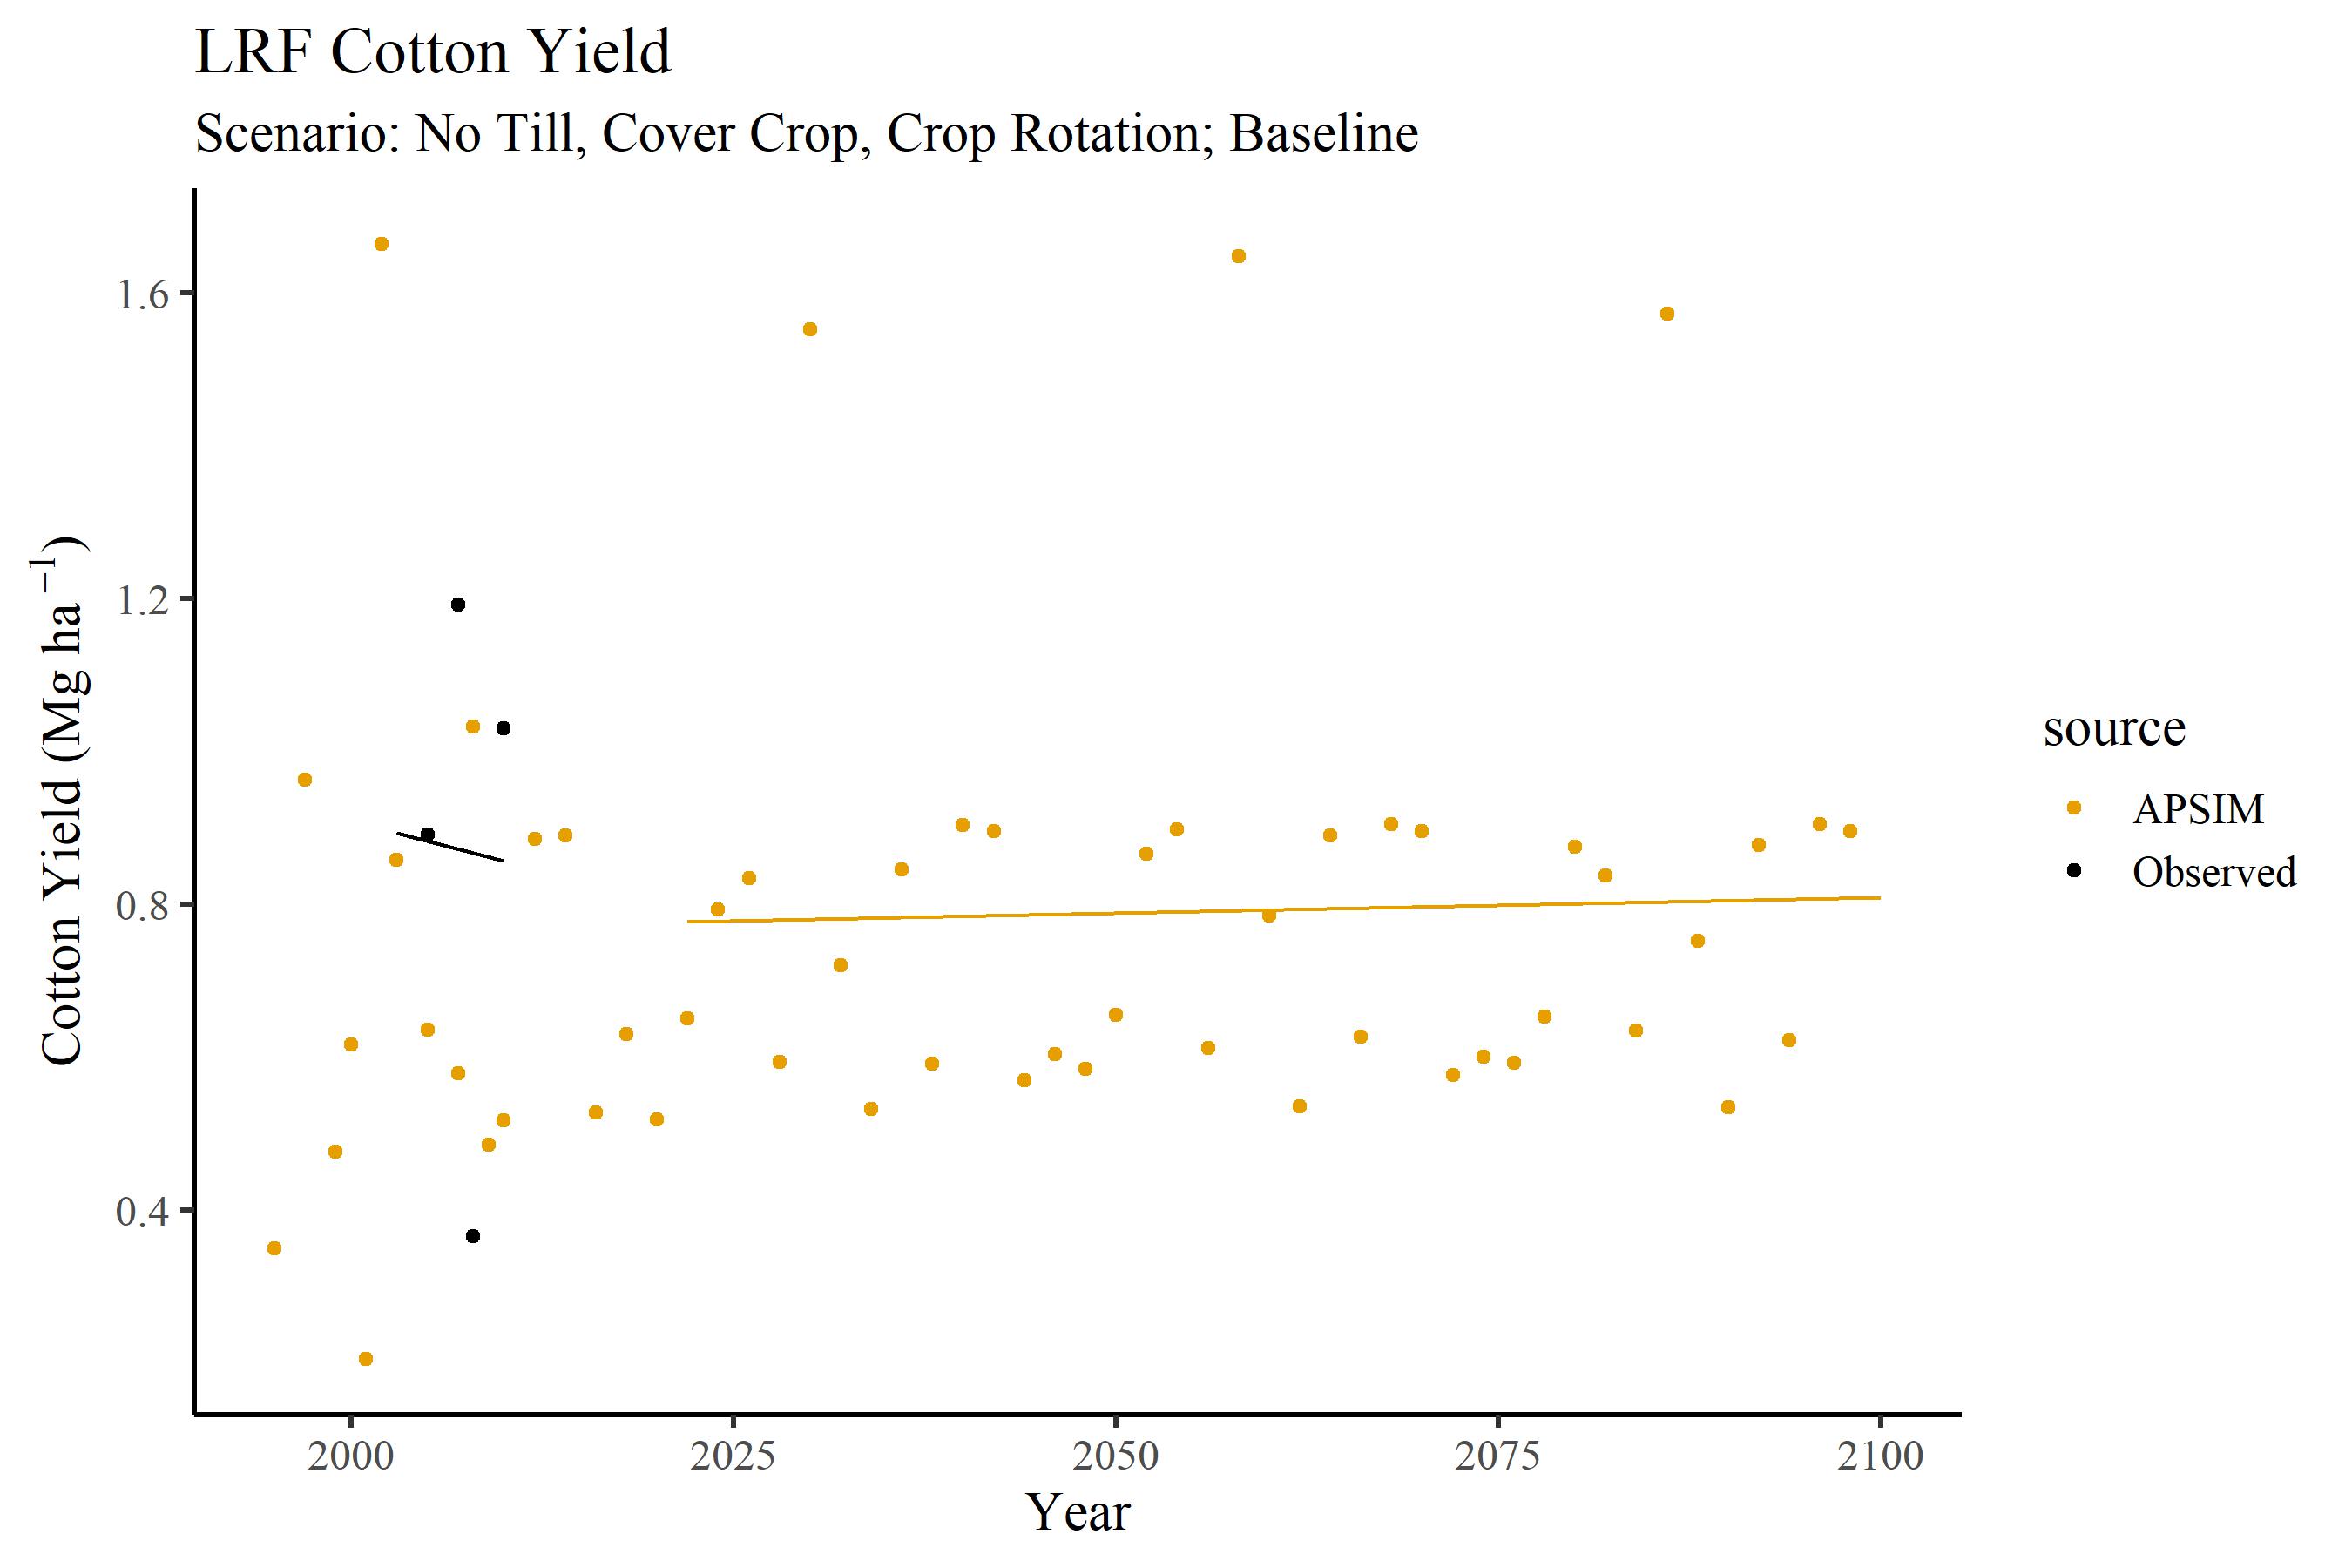 LRF Cotton Yield
Scenario: No Till, Cover Crop, Crop Rotation; Baseline
Cotton Yield (Mg ha⁻¹)
1.6
1.2
0.8
0.4
2000 2025 2050 2075 2100
Year
source
APSIM
Observed